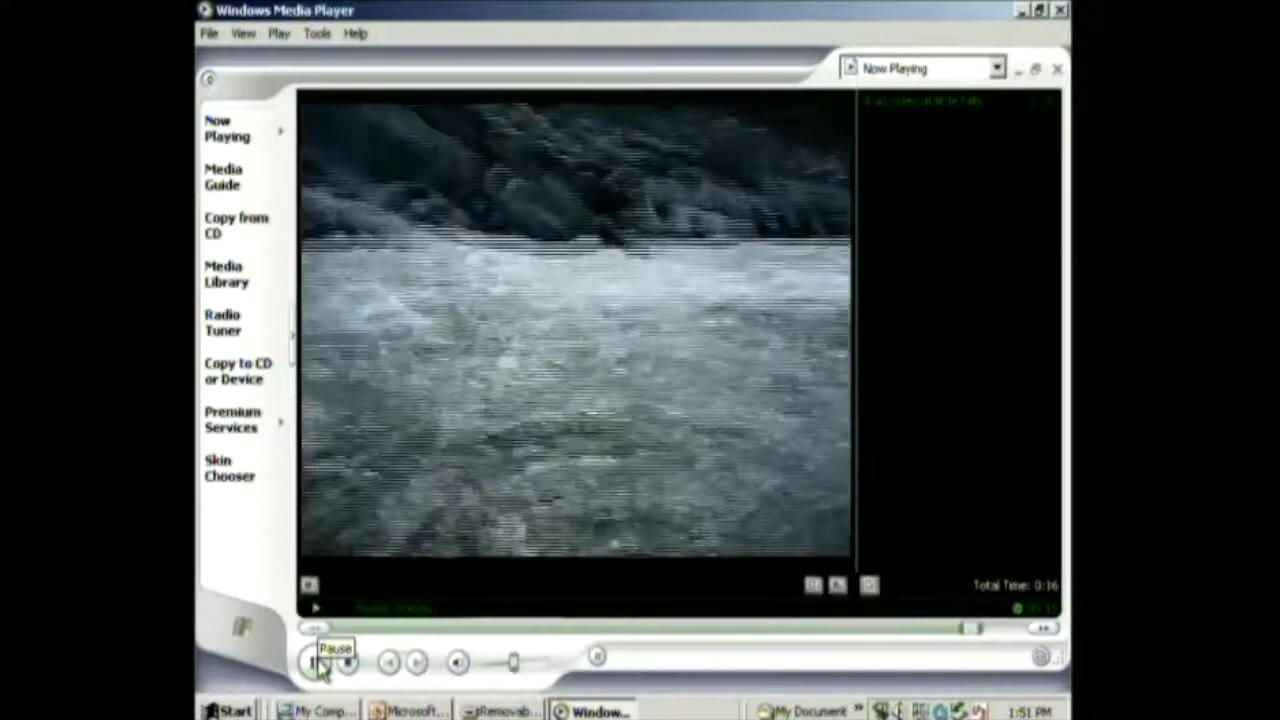 Windows Media Player
File View Play Tools Help
Now Playing
Now
Playing
Media
Guide
Copy from
CD
Media
Library
Radio
Tuner
Copy to CD
or Device
Premium
Services
Skin
Chooser
Total Time: 0:16
Pause
Start My Comp... Microsoft... Removab... Window... My Document » 1:51 PM